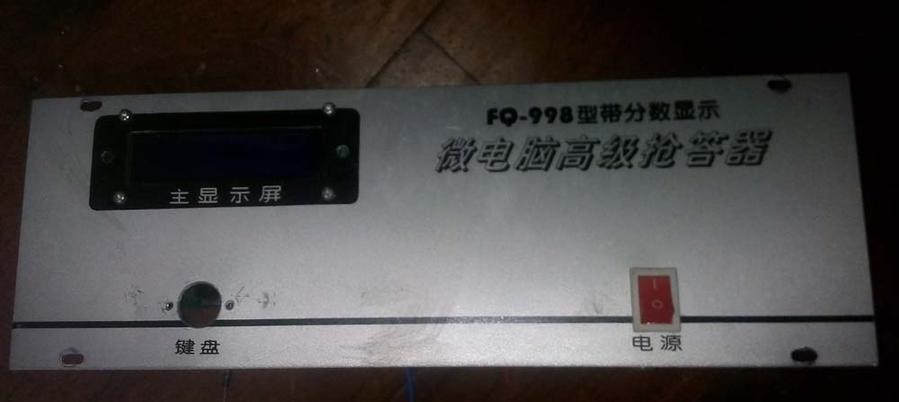 FQ-998型带分数显示
微电脑高级抢答器
主显示屏
键盘
电源